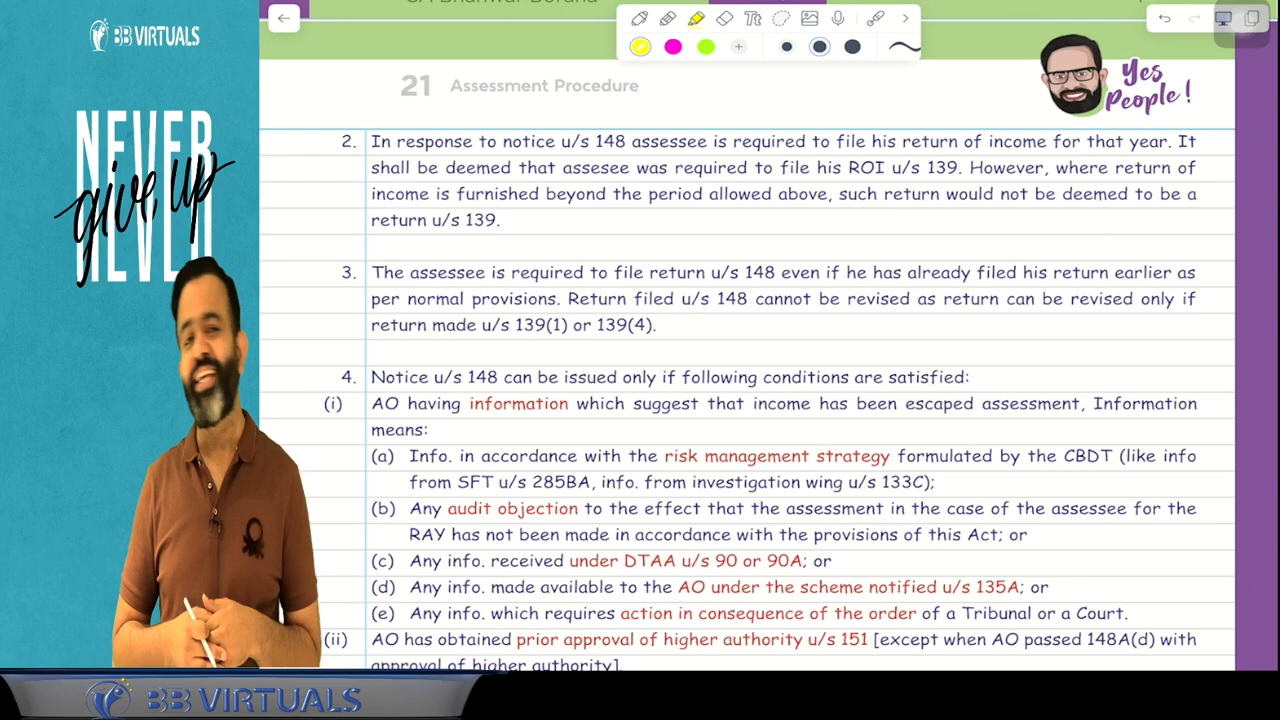 CA Bhanwar Borana
BB VIRTUALS
NEVER
give up
NEVER
Tt
21 Assessment Procedure
Yes
People!
2. In response to notice u/s 148 assessee is required to file his return of income for that year. It
shall be deemed that assesee was required to file his ROI u/s 139. However, where return of
income is furnished beyond the period allowed above, such return would not be deemed to be a
return u/s 139.
3. The assessee is required to file return u/s 148 even if he has already filed his return earlier as
per normal provisions. Return filed u/s 148 cannot be revised as return can be revised only if
return made u/s 139(1) or 139(4).
4. Notice u/s 148 can be issued only if following conditions are satisfied:
(i) AO having information which suggest that income has been escaped assessment, Information
means:
(a) Info. in accordance with the risk management strategy formulated by the CBDT (like info
from SFT u/s 285BA, info. from investigation wing u/s 133C);
(b) Any audit objection to the effect that the assessment in the case of the assessee for the
RAY has not been made in accordance with the provisions of this Act; or
(c) Any info. received under DTAA u/s 90 or 90A; or
(d) Any info. made available to the AO under the scheme notified u/s 135A; or
(e) Any info. which requires action in consequence of the order of a Tribunal or a Court.
(ii) AO has obtained prior approval of higher authority u/s 151 [except when AO passed 148A(d) with
approval of higher authority].
BB VIRTUALS